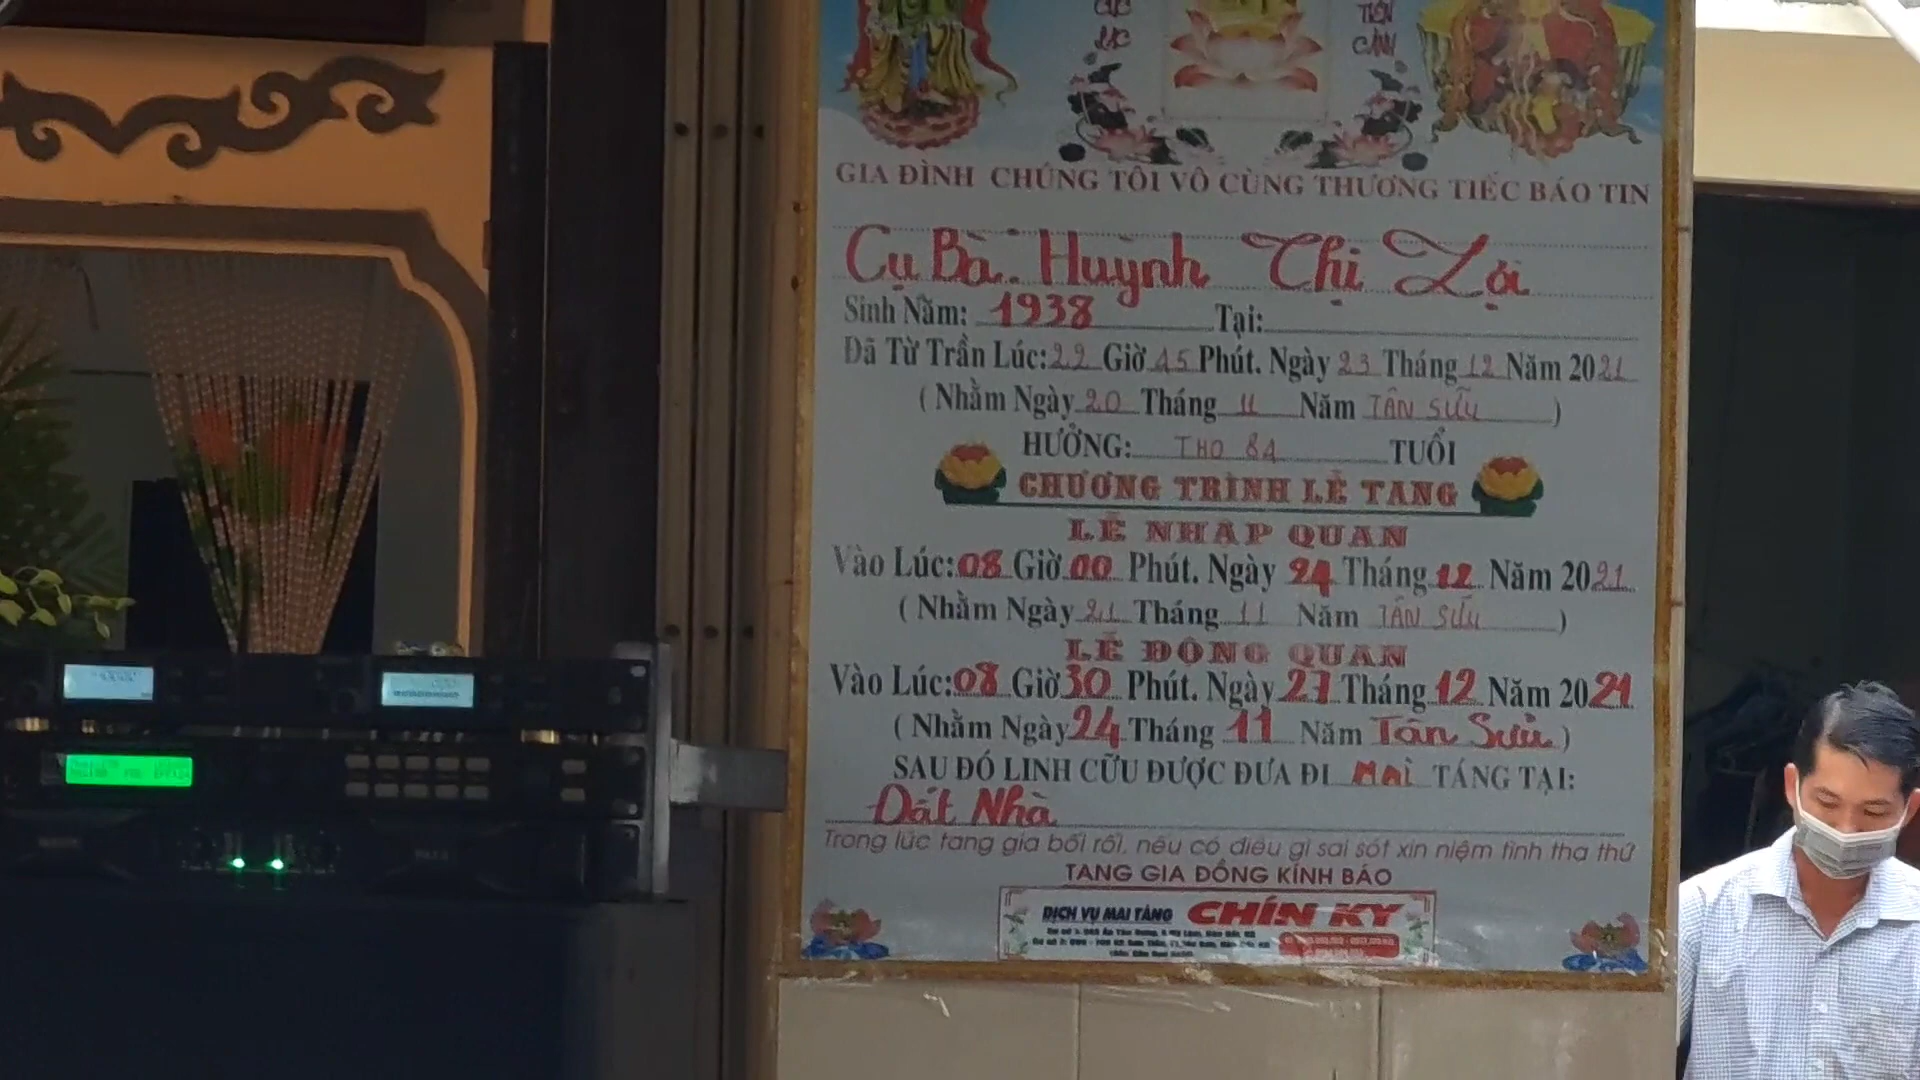 CỰC
LẠC
TIÊN
CẢNH
GIA ĐÌNH CHÚNG TÔI VÔ CÙNG THƯƠNG TIẾC BÁO TIN
Cụ Bà: Huỳnh Thị Lợi
Sinh Năm: 1938 Tại:
Đã Từ Trần Lúc: 22 Giờ 45 Phút. Ngày 23 Tháng 12 Năm 2021
( Nhằm Ngày 20 Tháng 11 Năm TÂN SỬU )
HƯỞNG: THỌ 84 TUỔI
CHƯƠNG TRÌNH LỄ TANG
LỄ NHẬP QUAN
Vào Lúc: 08 Giờ 00 Phút. Ngày 24 Tháng 12 Năm 2021
( Nhằm Ngày 21 Tháng 11 Năm TÂN SỬU )
LỄ ĐỘNG QUAN
Vào Lúc: 08 Giờ 30 Phút. Ngày 27 Tháng 12 Năm 2021
( Nhằm Ngày 24 Tháng 11 Năm Tân Sửu )
SAU ĐÓ LINH CỮU ĐƯỢC ĐƯA ĐI Mai TÁNG TẠI:
Đất Nhà
Trong lúc tang gia bối rối, nếu có điều gì sai sót xin niệm tình tha thứ
TANG GIA ĐỒNG KÍNH BÁO
DỊCH VỤ MAI TÁNG CHÍN KY